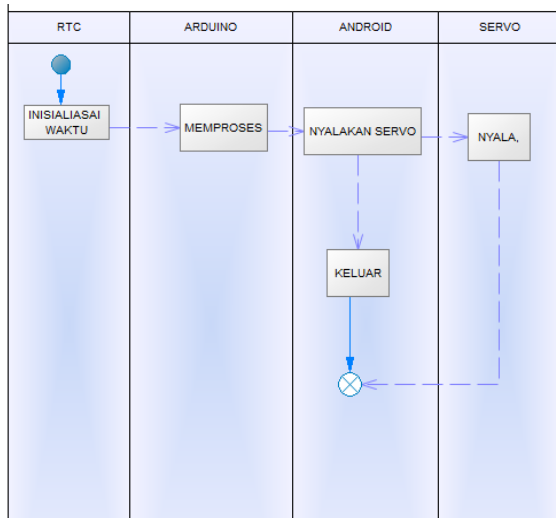 RTC
ARDUINO
ANDROID
SERVO
INISIALIASAI
WAKTU
MEMPROSES
NYALAKAN SERVO
NYALA,
KELUAR